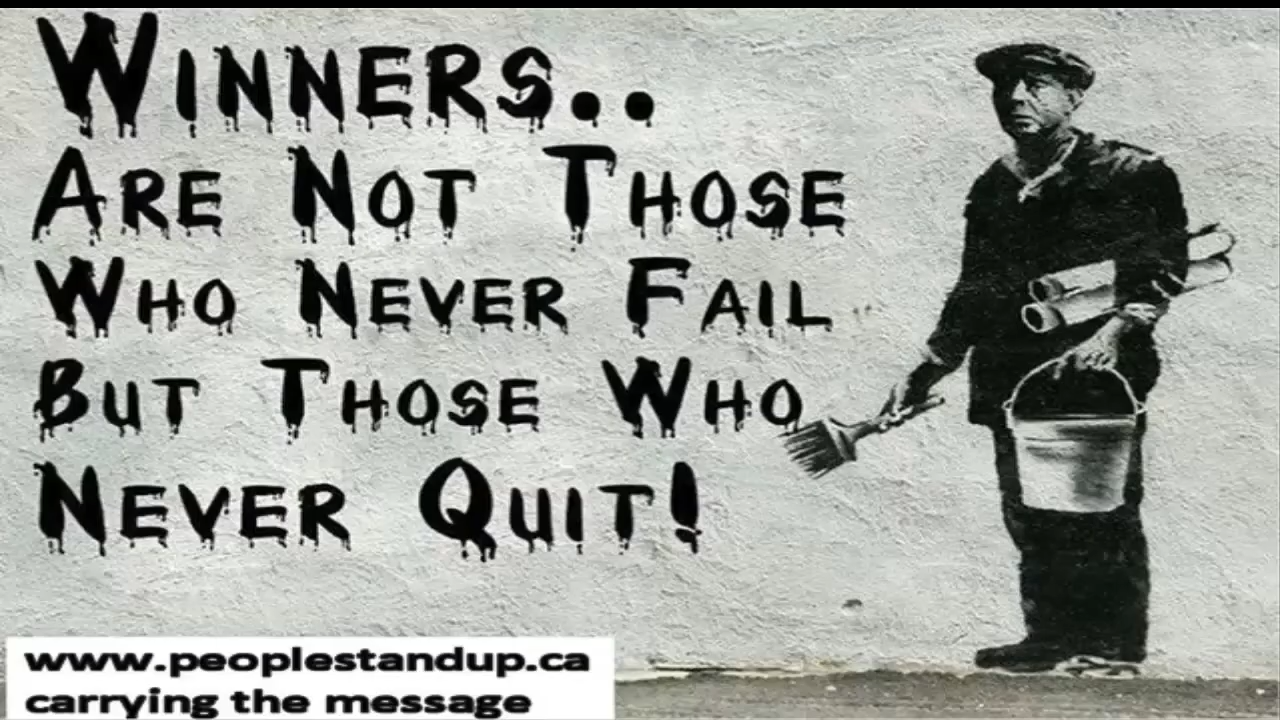 Winners..
Are Not Those
Who Never Fail
But Those Who
Never Quit!
www.peoplestandup.ca
carrying the message